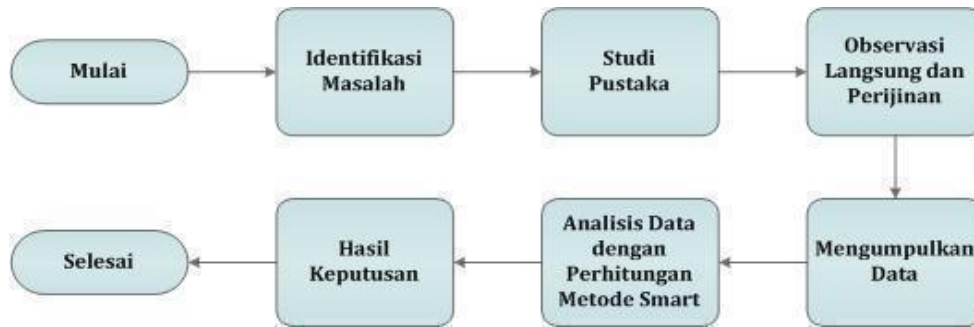 Mulai
Identifikasi
Masalah
Studi
Pustaka
Observasi
Langsung dan
Perijinan
Mengumpulkan
Data
Analisis Data
dengan
Perhitungan
Metode Smart
Hasil
Keputusan
Selesai